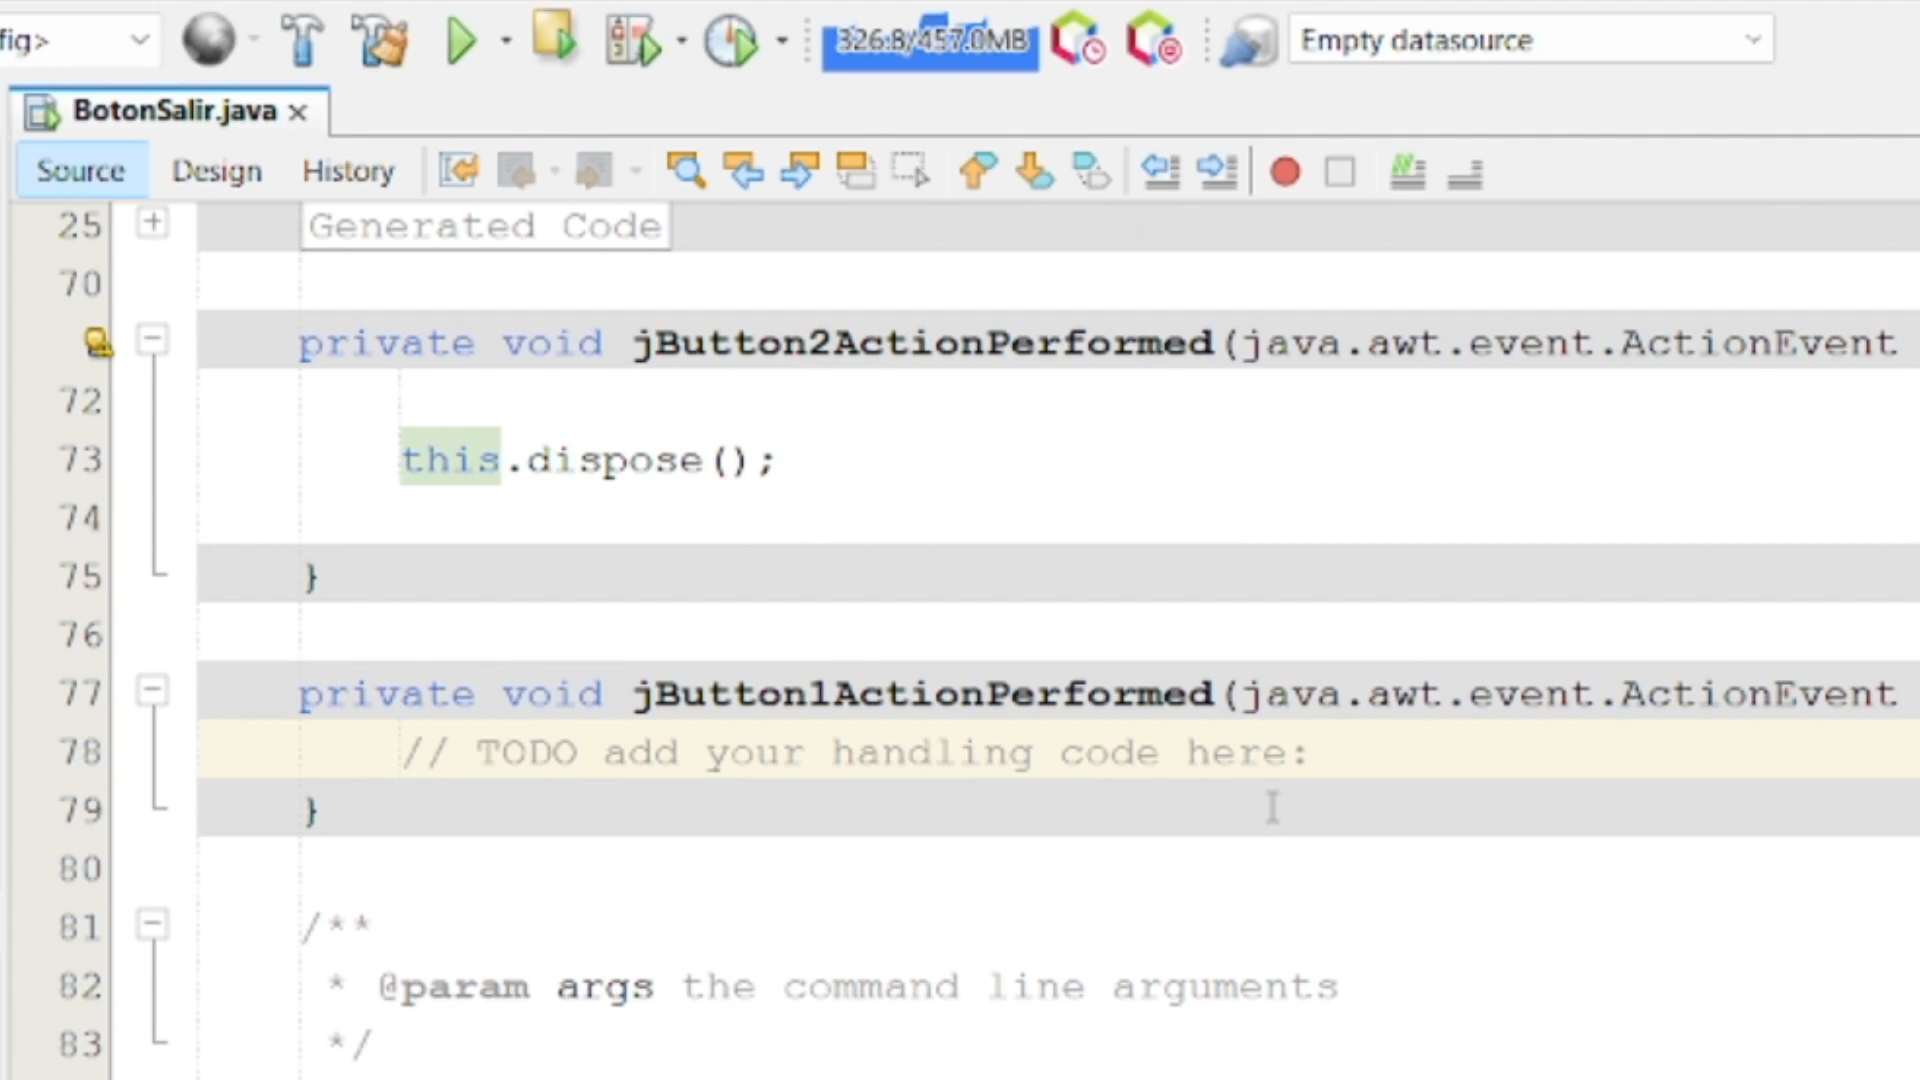 fig>
326.8/457.0MB
Empty datasource
BotonSalir.java
Source Design History
25 Generated Code
70
private void jButton2ActionPerformed(java.awt.event.ActionEvent
72
73 this.dispose();
74
75 }
76
77 private void jButton1ActionPerformed(java.awt.event.ActionEvent
78 // TODO add your handling code here:
79 }
80
81 /**
82 * @param args the command line arguments
83 */